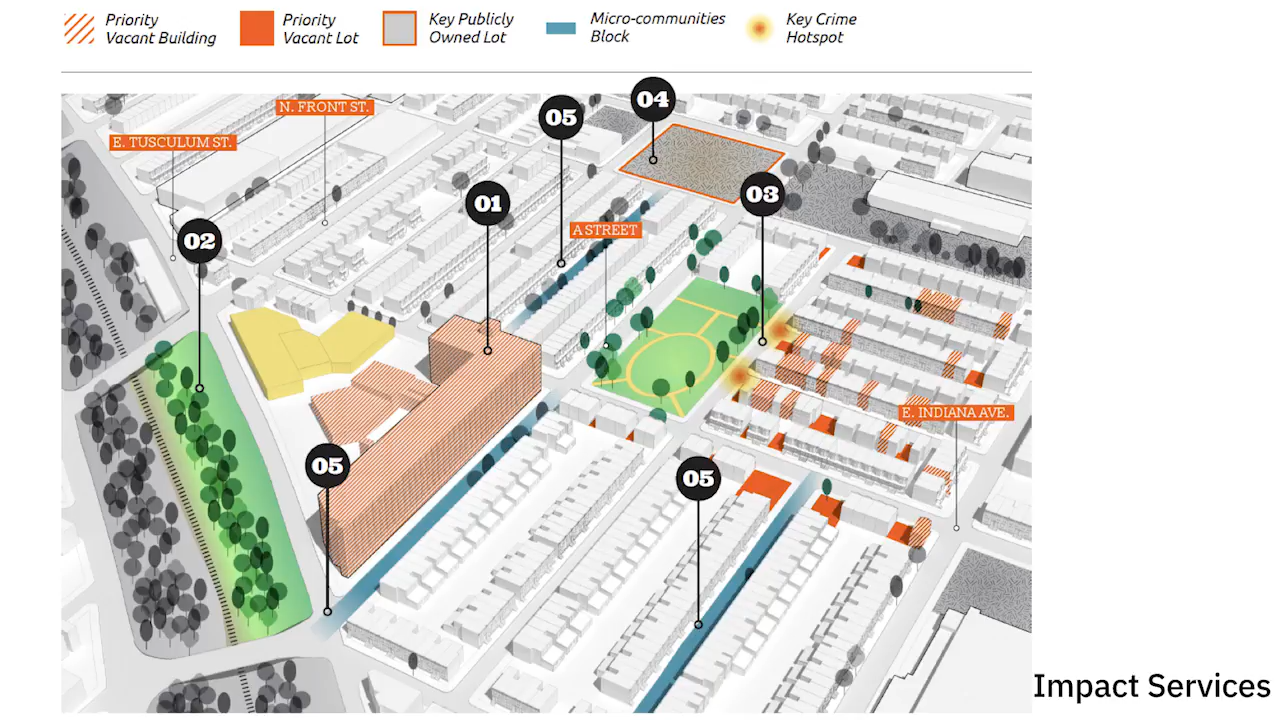 Priority
Vacant Building
Priority
Vacant Lot
Key Publicly
Owned Lot
Micro-communities
Block
Key Crime
Hotspot
04
N. FRONT ST.
05
E. TUSCULUM ST.
03
01
A STREET
02
E. INDIANA AVE.
05
05
Impact Services